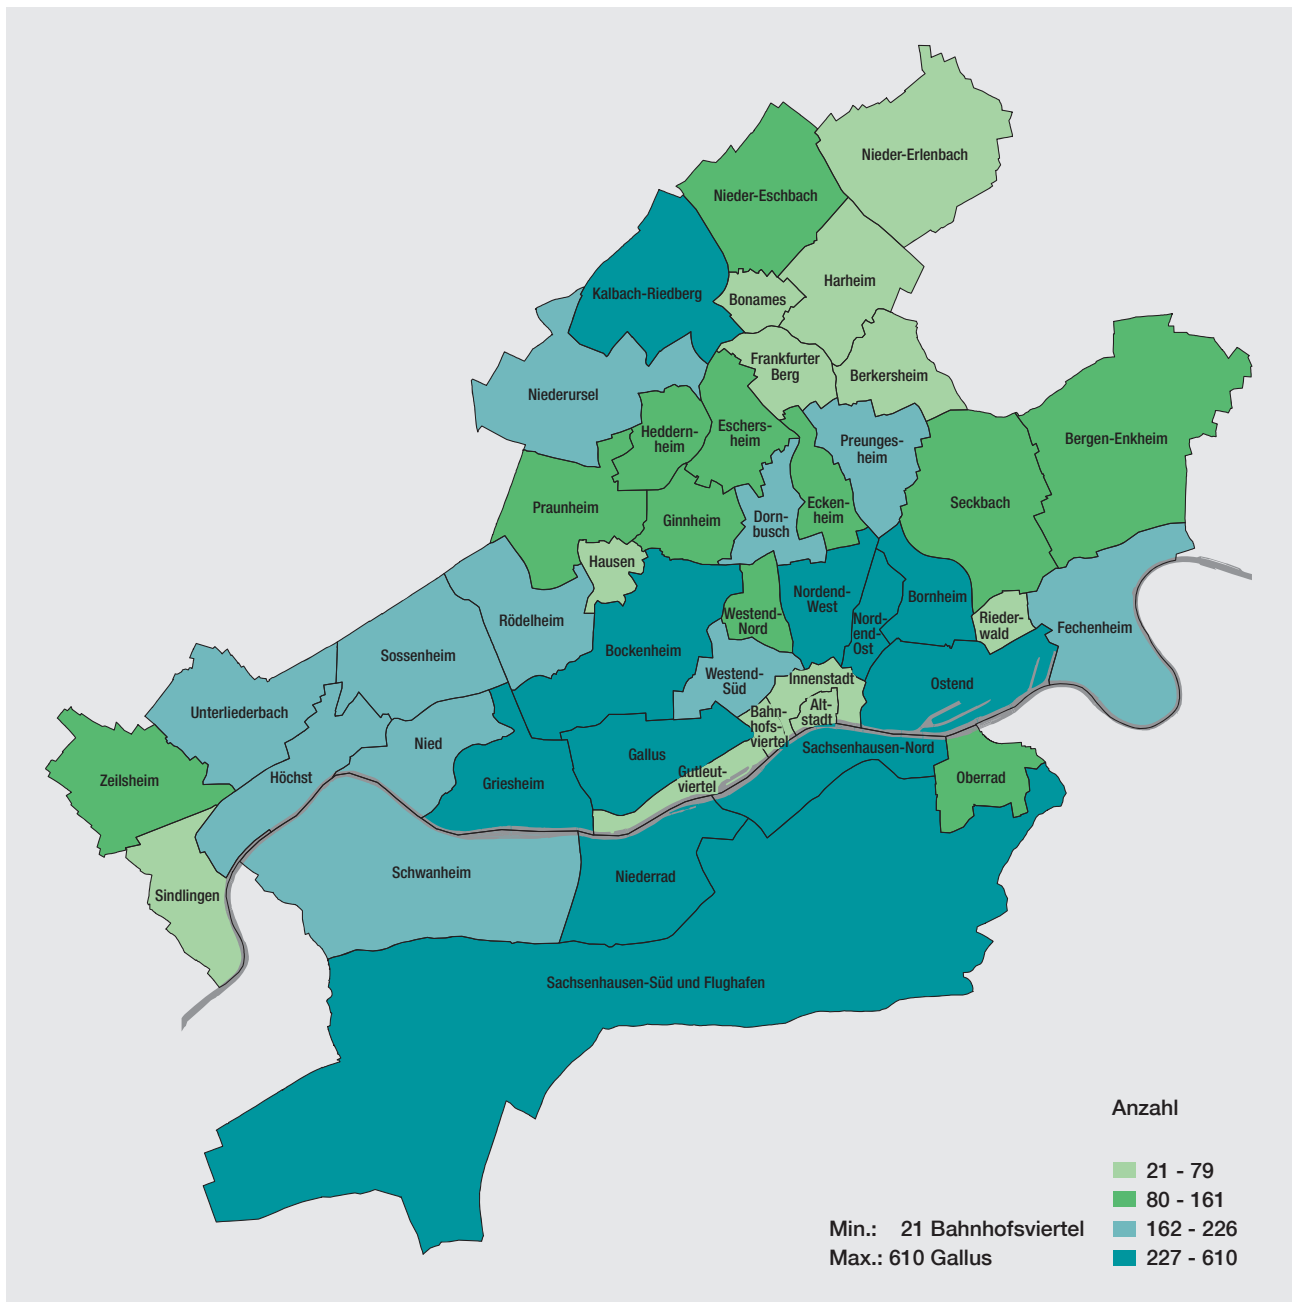 Nieder-Erlenbach
Nieder-Eschbach
Harheim
Kalbach-Riedberg
Bonames
Frankfurter
Berg
Berkersheim
Niederursel
Heddern-
heim
Eschers-
heim
Preunges-
heim
Bergen-Enkheim
Praunheim
Ginnheim
Dorn-
busch
Ecken-
heim
Seckbach
Hausen
Rödelheim
Westend-
Nord
Nordend-
West
Nord-
end-
Ost
Bornheim
Rieder-
wald
Fechenheim
Sossenheim
Bockenheim
Westend-
Süd
Innenstadt
Alt-
stadt
Ostend
Unterliederbach
Bahn-
hofs-
viertel
Nied
Gallus
Sachsenhausen-Nord
Zeilsheim
Höchst
Griesheim
Gutleut-
viertel
Oberrad
Schwanheim
Niederrad
Sindlingen
Sachsenhausen-Süd und Flughafen
Anzahl
21 - 79
80 - 161
162 - 226
227 - 610
Min.: 21 Bahnhofsviertel
Max.: 610 Gallus